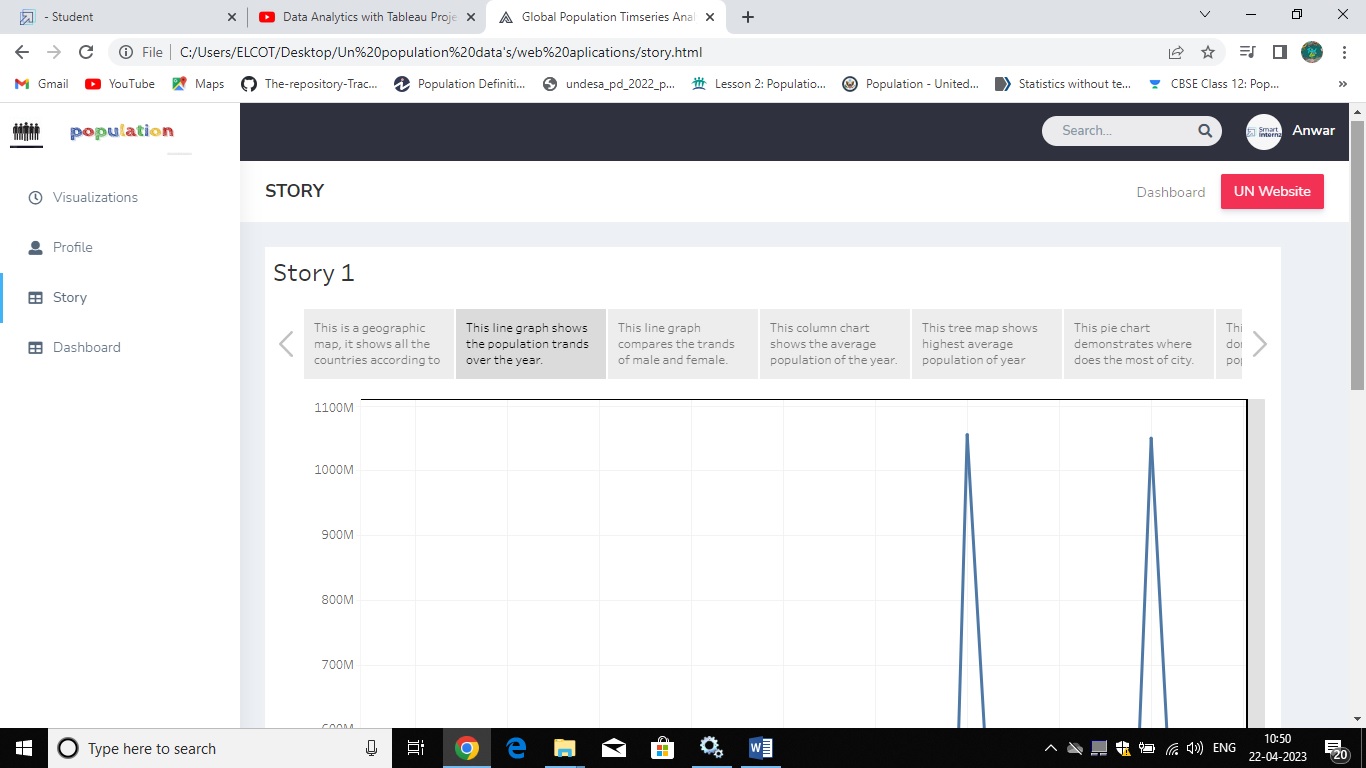 - Student
Data Analytics with Tableau Proje
Global Population Timseries Anal
File
C:/Users/ELCOT/Desktop/Un%20population%20data's/web%20aplications/story.html
Gmail
YouTube
Maps
The-repository-Trac...
Population Definiti...
undesa_pd_2022_p...
Lesson 2: Populatio...
Population - United...
Statistics without te...
CBSE Class 12: Pop...
»
population
Search...
Smart
Internz
Anwar
Visualizations
Profile
Story
Dashboard
STORY
Dashboard
UN Website
Story 1
This is a geographic
map, it shows all the
countries according to
This line graph shows
the population trands
over the year.
This line graph
compares the trands
of male and female.
This column chart
shows the average
population of the year.
This tree map shows
highest average
population of year
This pie chart
demonstrates where
does the most of city.
1100M
1000M
900M
800M
700M
600M
Type here to search
ENG
10:50
22-04-2023
20